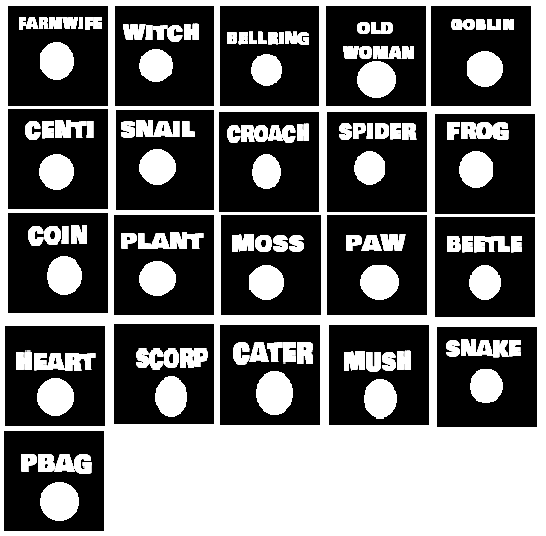 FARMWIFE
WITCH
BELLRING
OLD
WOMAN
GOBLIN
CENTI
SNAIL
CROACH
SPIDER
FROG
COIN
PLANT
MOSS
PAW
BEETLE
HEART
SCORP
CATER
MUSH
SNAKE
PBAG